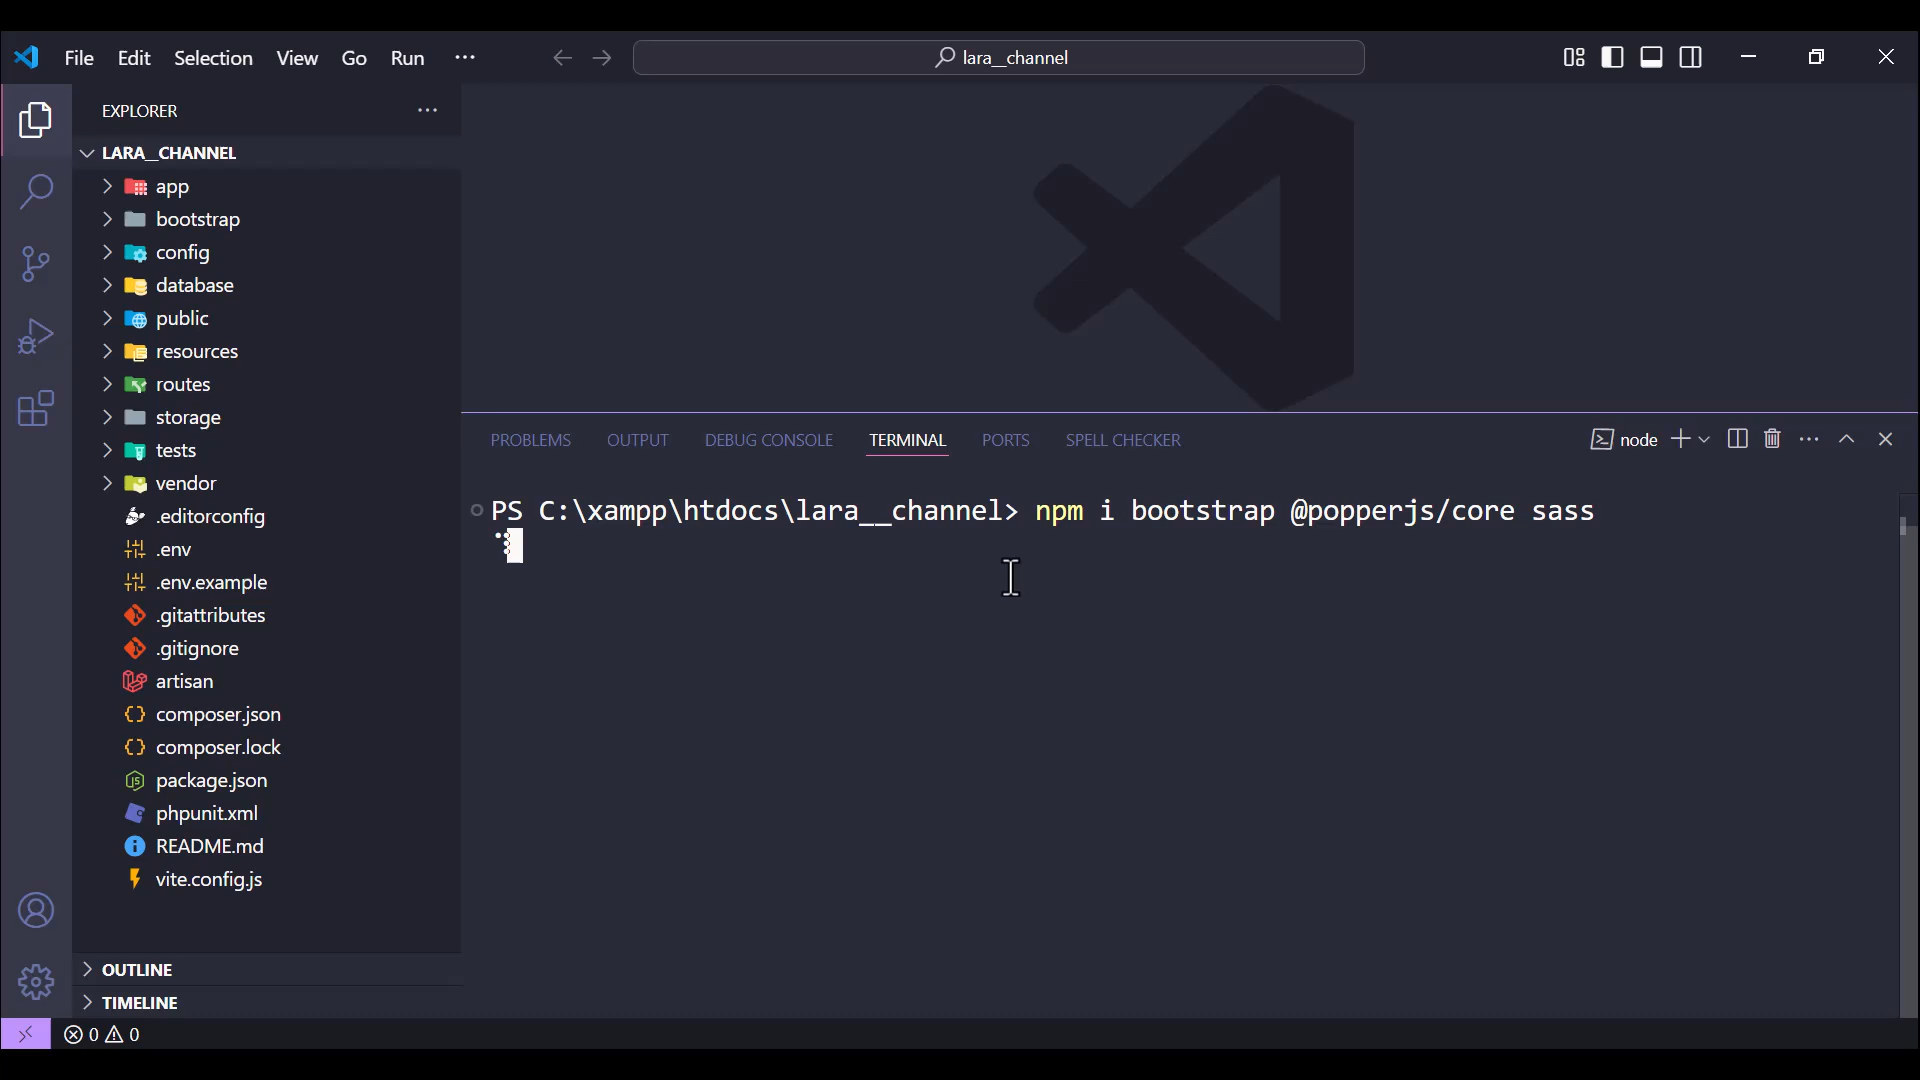 File Edit Selection View Go Run ··· lara__channel
EXPLORER ···
LARA__CHANNEL
app
bootstrap
config
database
public
resources
routes
storage
tests
vendor
.editorconfig
.env
.env.example
.gitattributes
.gitignore
artisan
composer.json
composer.lock
package.json
phpunit.xml
README.md
vite.config.js
OUTLINE
TIMELINE
PROBLEMS OUTPUT DEBUG CONSOLE TERMINAL PORTS SPELL CHECKER node
PS C:\xampp\htdocs\lara__channel> npm i bootstrap @popperjs/core sass
0 0